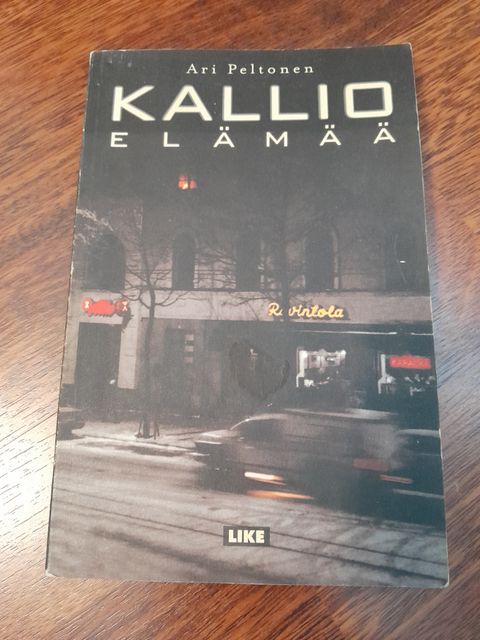 Ari Peltonen
KALLIO
ELÄMÄÄ
Ravintola
LIKE